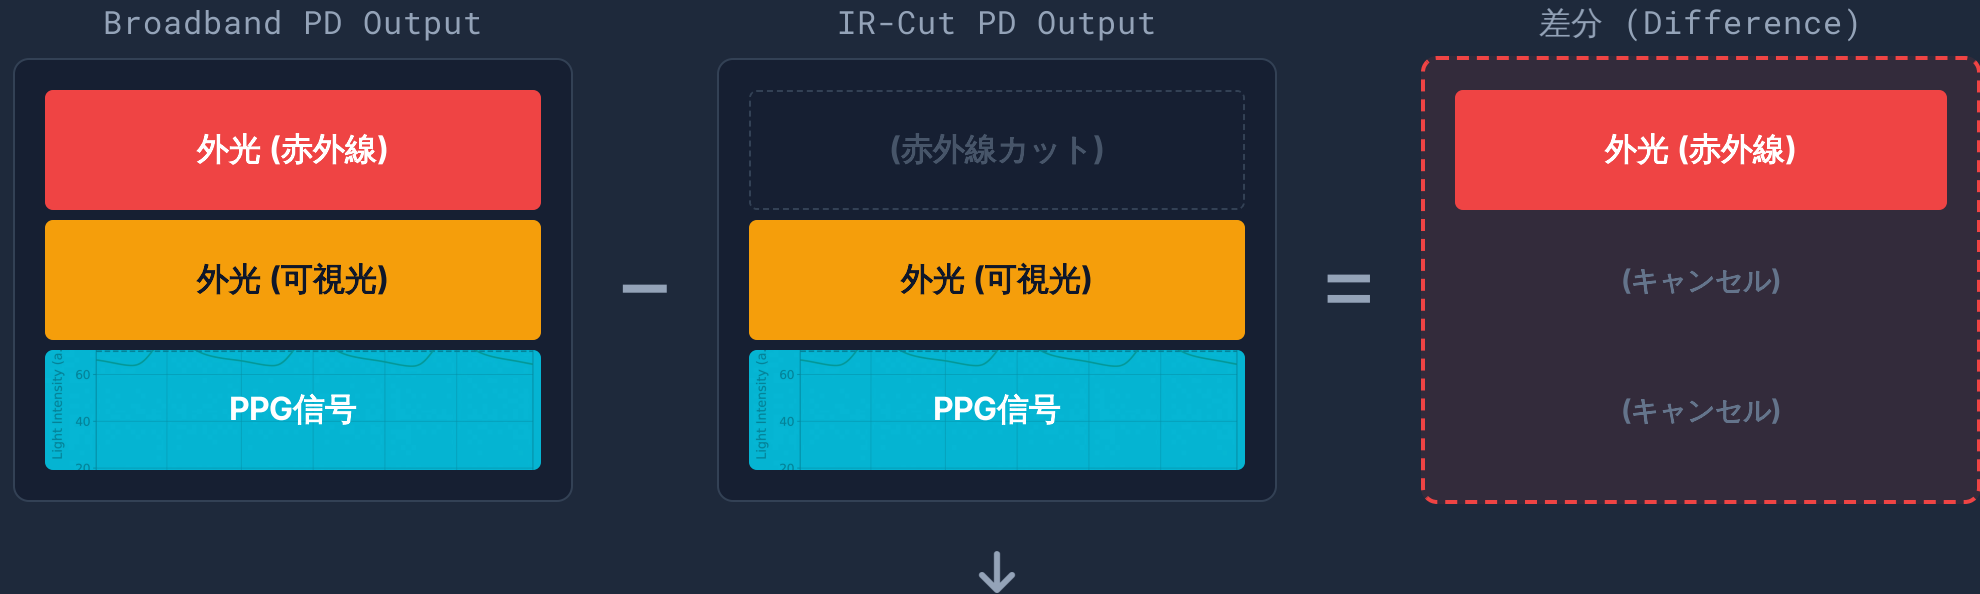 Broadband PD Output
IR-Cut PD Output
差分 (Difference)
外光 (赤外線)
外光 (可視光)
PPG信号
Light Intensity (a
60
40
20
−
(赤外線カット)
外光 (可視光)
PPG信号
Light Intensity (a
60
40
20
=
外光 (赤外線)
(キャンセル)
(キャンセル)